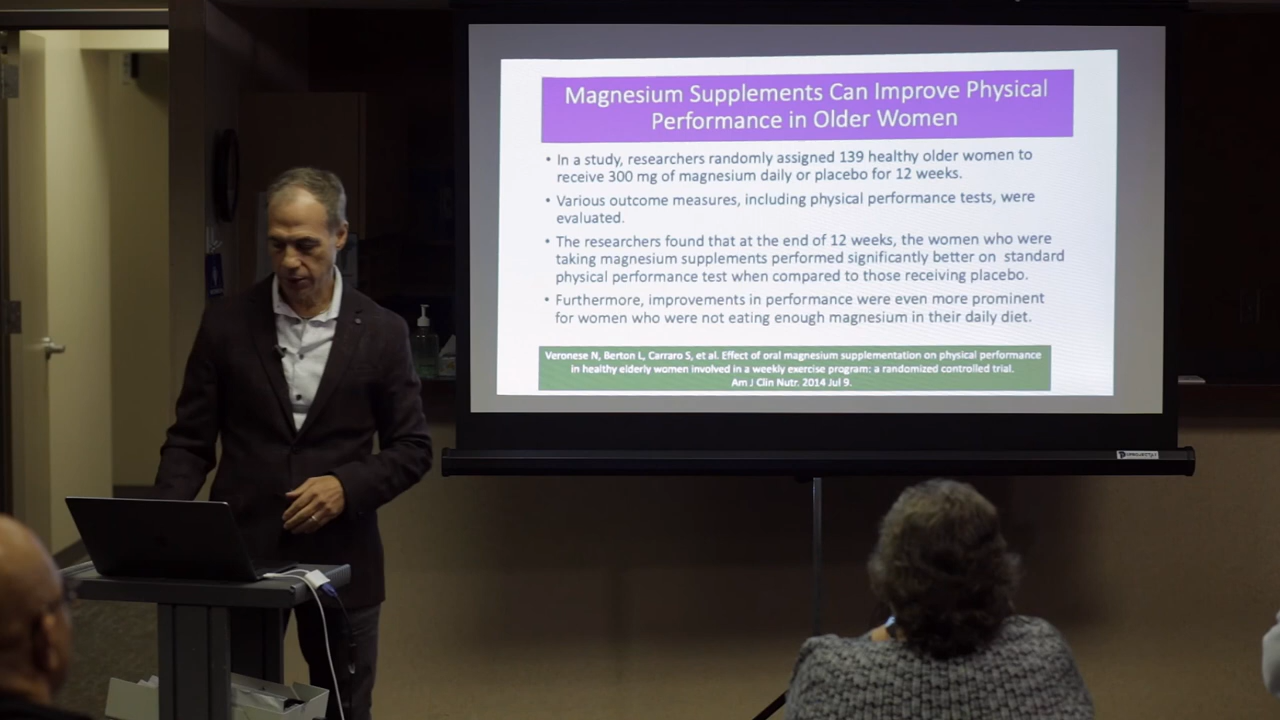 Magnesium Supplements Can Improve Physical
Performance in Older Women
• In a study, researchers randomly assigned 139 healthy older women to
receive 300 mg of magnesium daily or placebo for 12 weeks.
• Various outcome measures, including physical performance tests, were
evaluated.
• The researchers found that at the end of 12 weeks, the women who were
taking magnesium supplements performed significantly better on standard
physical performance test when compared to those receiving placebo.
• Furthermore, improvements in performance were even more prominent
for women who were not eating enough magnesium in their daily diet.
Veronese N, Berton L, Carraro S, et al. Effect of oral magnesium supplementation on physical performance
in healthy elderly women involved in a weekly exercise program: a randomized controlled trial.
Am J Clin Nutr. 2014 Jul 9.